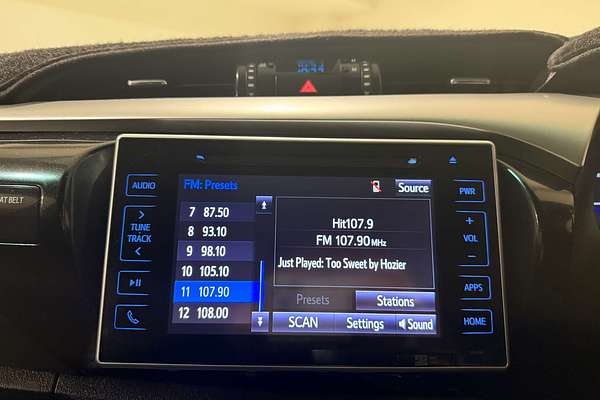 AT BELT
AUDIO
TUNE
TRACK
FM: Presets
Source
7 87.50
8 93.10
9 98.10
10 105.10
11 107.90
12 108.00
Hit107.9
FM 107.90 MHz
Just Played: Too Sweet by Hozier
Presets
Stations
SCAN
Settings
Sound
PWR
+
VOL
−
APPS
HOME